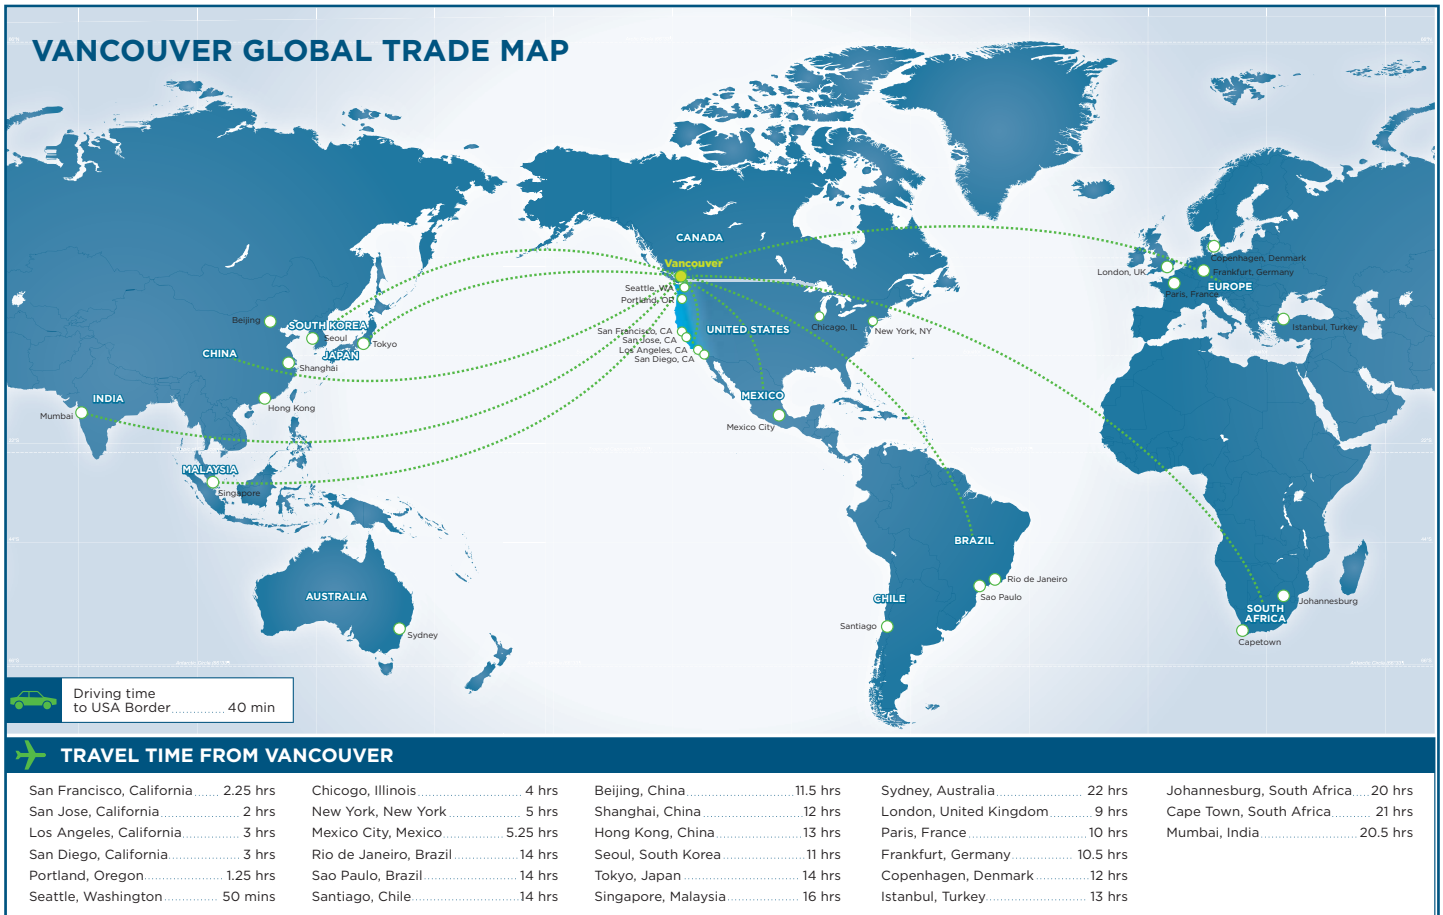 VANCOUVER GLOBAL TRADE MAP
CANADA
Vancouver
Seattle, WA
Portland, OR
San Francisco, CA
San Jose, CA
Los Angeles, CA
San Diego, CA
UNITED STATES
Chicago, IL
New York, NY
MEXICO
Mexico City
London, UK
Copenhagen, Denmark
Frankfurt, Germany
EUROPE
Paris, France
Istanbul, Turkey
Beijing
SOUTH KOREA
Seoul
Tokyo
JAPAN
CHINA
Shanghai
INDIA
Mumbai
Hong Kong
MALAYSIA
Singapore
AUSTRALIA
Sydney
BRAZIL
Rio de Janeiro
Sao Paulo
CHILE
Santiago
Johannesburg
SOUTH
AFRICA
Capetown
Driving time
to USA Border 40 min
TRAVEL TIME FROM VANCOUVER
San Francisco, California 2.25 hrs
San Jose, California 2 hrs
Los Angeles, California 3 hrs
San Diego, California 3 hrs
Portland, Oregon 1.25 hrs
Seattle, Washington 50 mins
Chicogo, Illinois 4 hrs
New York, New York 5 hrs
Mexico City, Mexico 5.25 hrs
Rio de Janeiro, Brazil 14 hrs
Sao Paulo, Brazil 14 hrs
Santiago, Chile 14 hrs
Beijing, China 11.5 hrs
Shanghai, China 12 hrs
Hong Kong, China 13 hrs
Seoul, South Korea 11 hrs
Tokyo, Japan 14 hrs
Singapore, Malaysia 16 hrs
Sydney, Australia 22 hrs
London, United Kingdom 9 hrs
Paris, France 10 hrs
Frankfurt, Germany 10.5 hrs
Copenhagen, Denmark 12 hrs
Istanbul, Turkey 13 hrs
Johannesburg, South Africa 20 hrs
Cape Town, South Africa 21 hrs
Mumbai, India 20.5 hrs